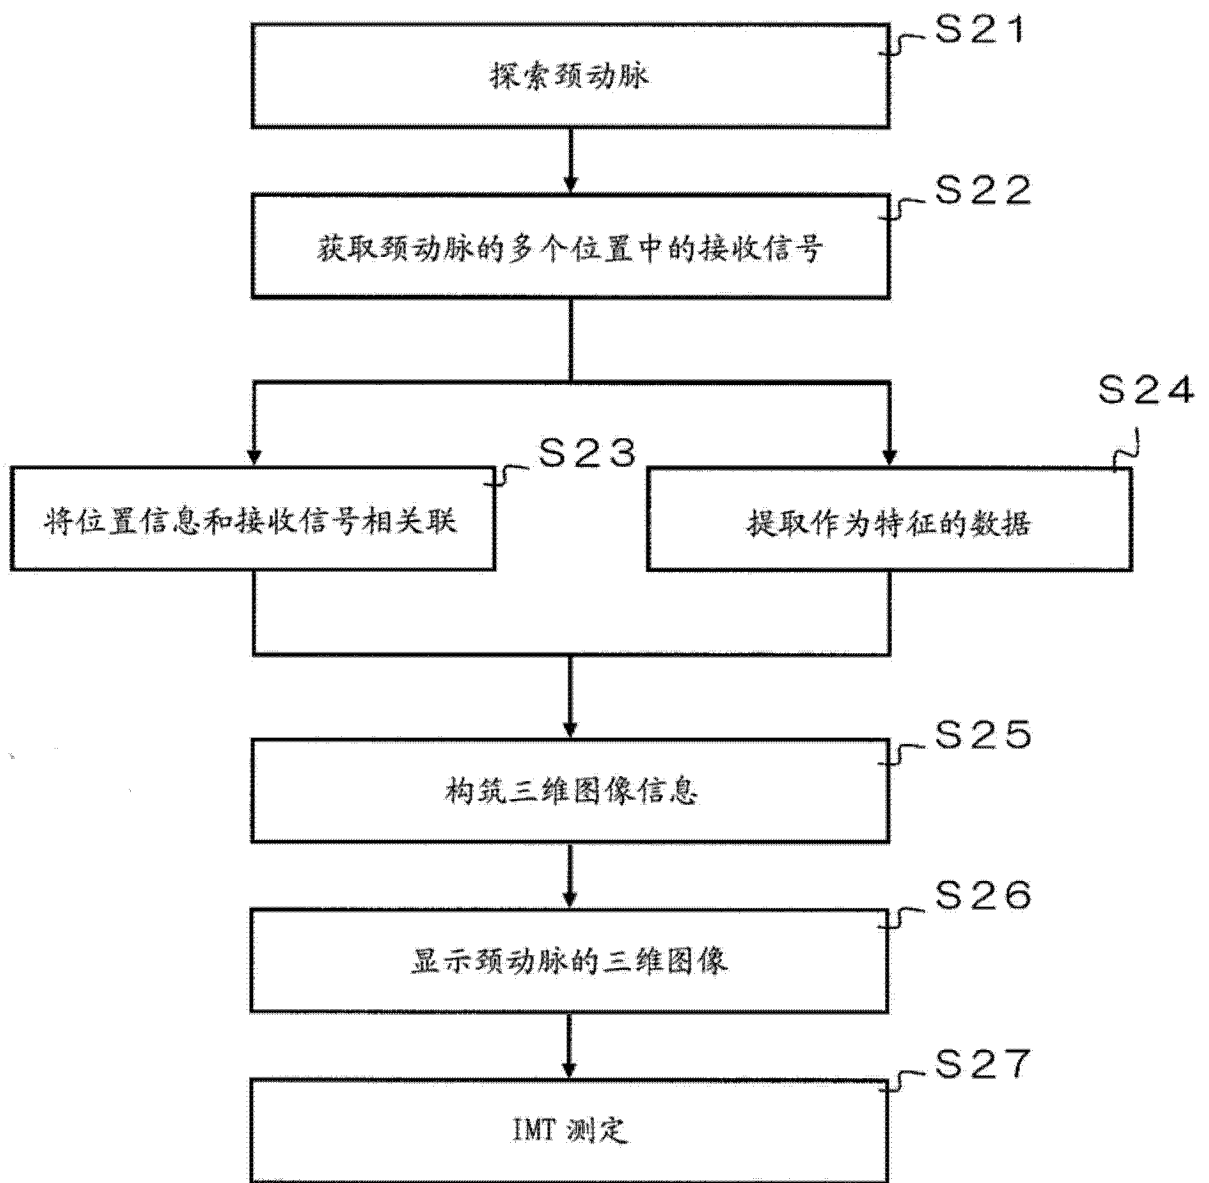 S21
探索颈动脉
S22
获取颈动脉的多个位置中的接收信号
S23
将位置信息和接收信号相关联
S24
提取作为特征的数据
S25
构筑三维图像信息
S26
显示颈动脉的三维图像
S27
IMT 测定